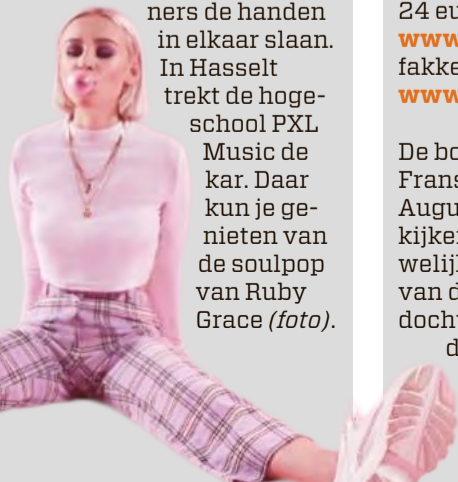 ners de handen
in elkaar slaan.
In Hasselt
trekt de hoge-
school PXL
Music de
kar. Daar
kun je ge-
nieten van
de soulpop
van Ruby
Grace (foto).
24 eu
www
fakke
www
De bo
Frans
Augu
kijke
welij
van d
doch
d